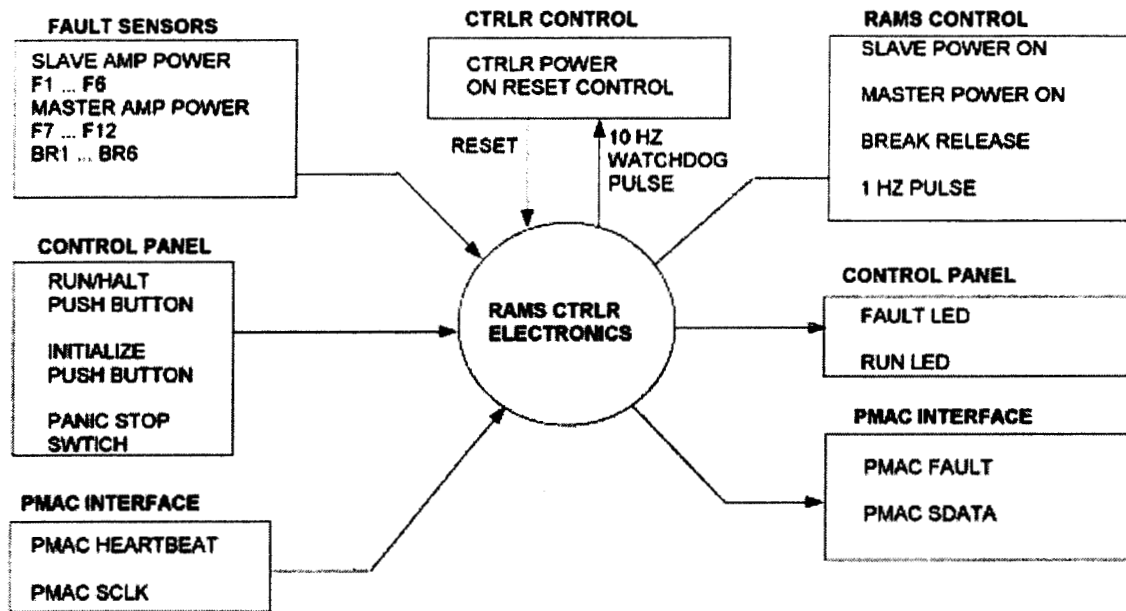 FAULT SENSORS
SLAVE AMP POWER
F1 ... F6
MASTER AMP POWER
F7 ... F12
BR1 ... BR6
CTRLR CONTROL
CTRLR POWER
ON RESET CONTROL
RESET
10 HZ
WATCHDOG
PULSE
RAMS CONTROL
SLAVE POWER ON
MASTER POWER ON
BREAK RELEASE
1 HZ PULSE
CONTROL PANEL
RUN/HALT
PUSH BUTTON
INITIALIZE
PUSH BUTTON
PANIC STOP
SWTICH
RAMS CTRLR
ELECTRONICS
CONTROL PANEL
FAULT LED
RUN LED
PMAC INTERFACE
PMAC HEARTBEAT
PMAC SCLK
PMAC INTERFACE
PMAC FAULT
PMAC SDATA